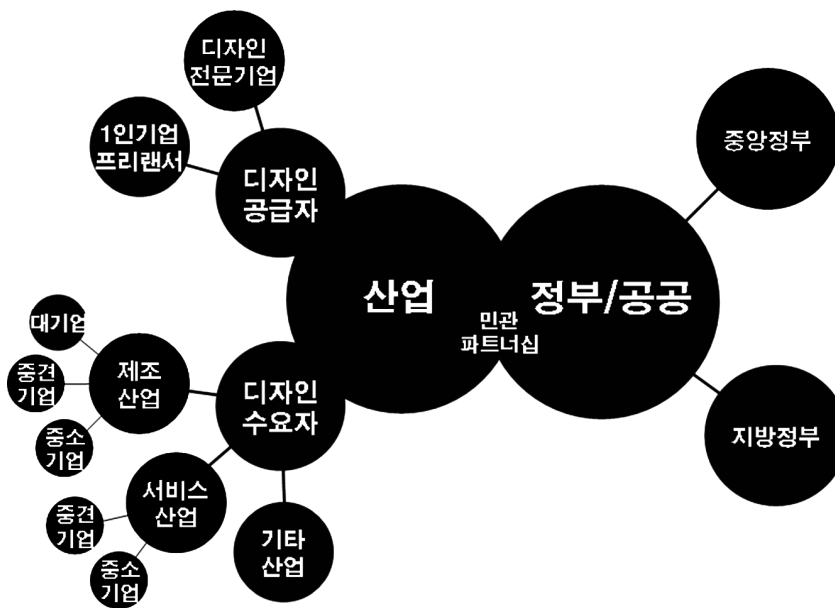 디자인
전문기업
1인기업
프리랜서
디자인
공급자
중앙정부
산업
정부/공공
민관
파트너십
대기업
중견
기업
중소
기업
제조
산업
디자인
수요자
지방정부
서비스
산업
중견
기업
중소
기업
기타
산업